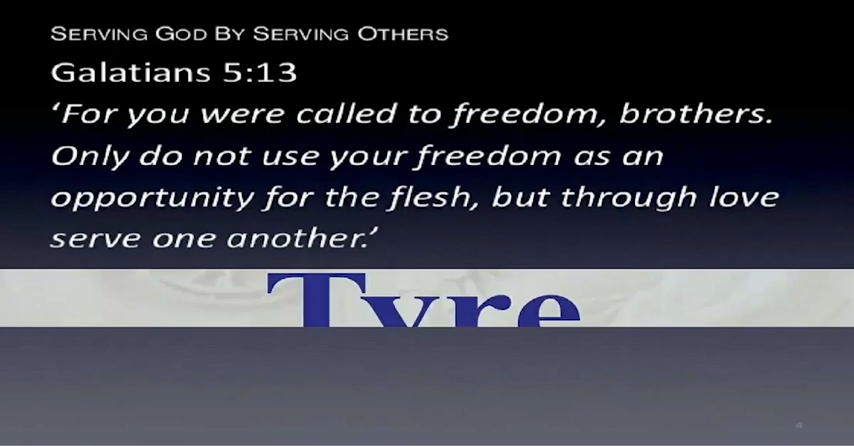 SERVING GOD BY SERVING OTHERS
Galatians 5:13
‘For you were called to freedom, brothers.
Only do not use your freedom as an
opportunity for the flesh, but through love
serve one another.’
Tyre
4